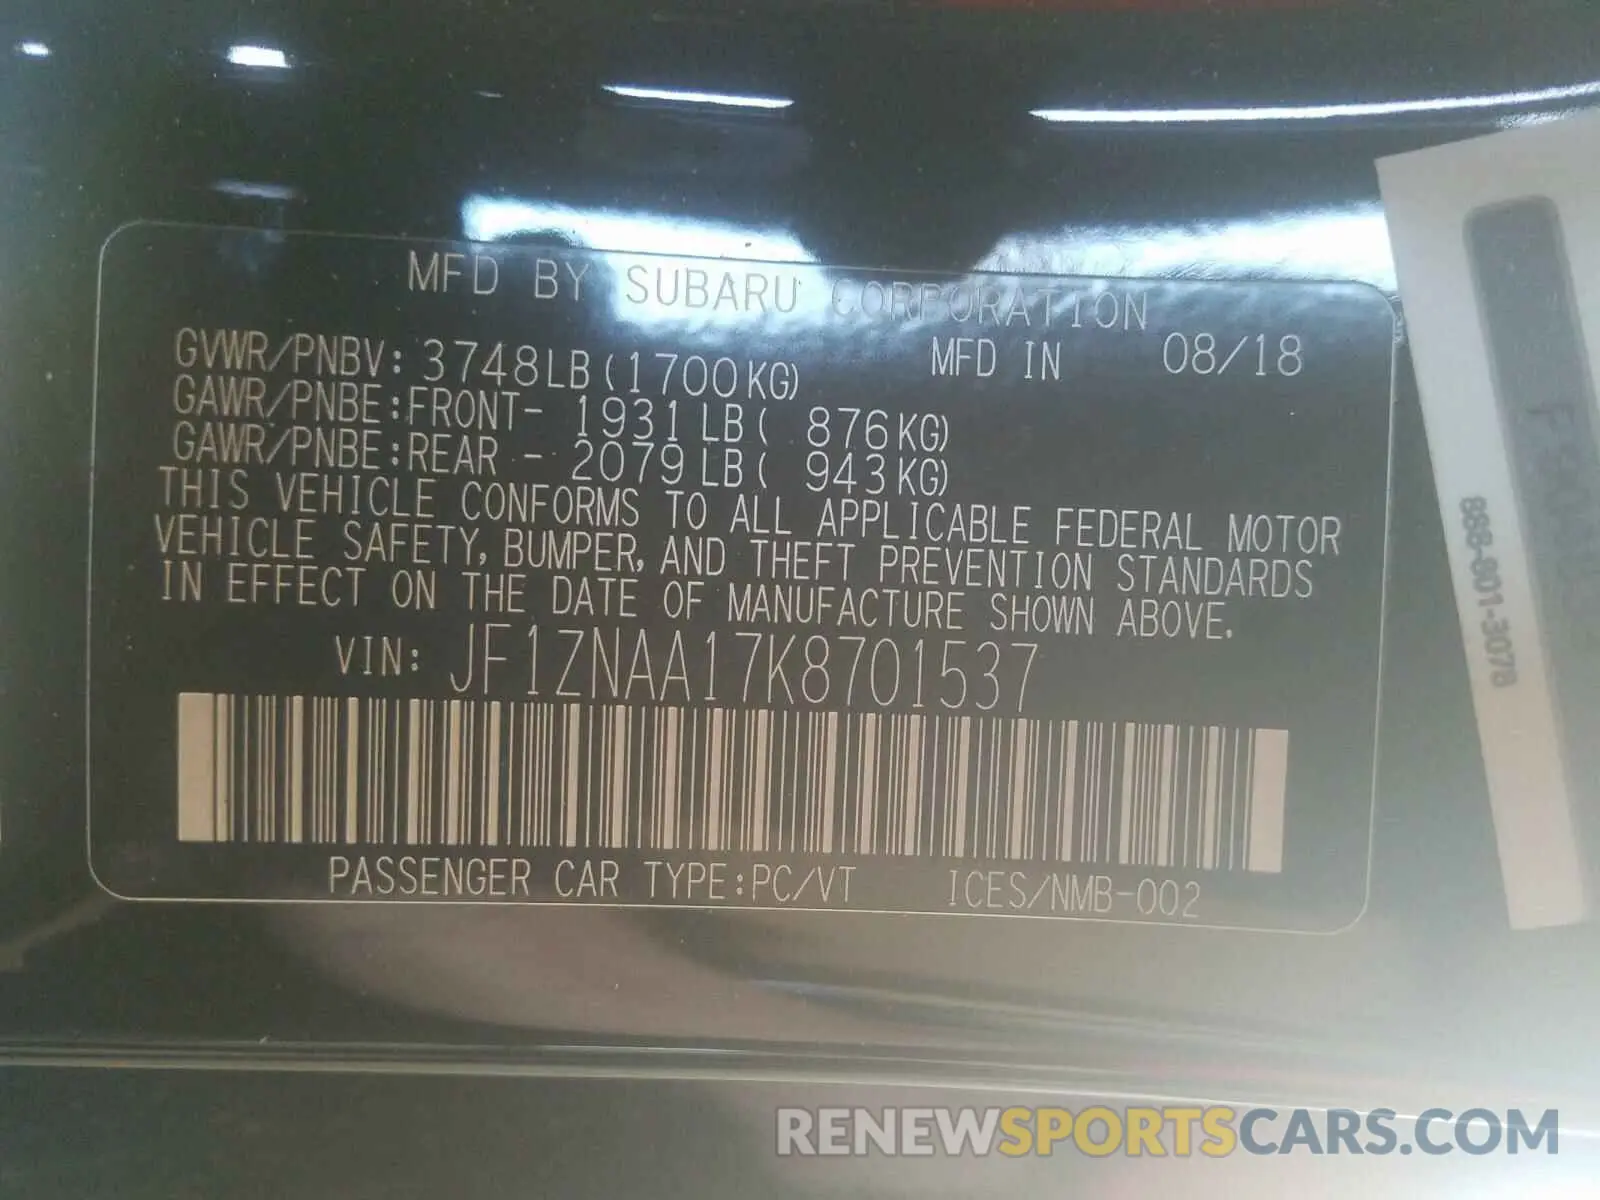 MFD BY SUBARU CORPORATION
GVWR/PNBV: 3748LB(1700KG) MFD IN 08/18
GAWR/PNBE:FRONT- 1931LB( 876KG)
GAWR/PNBE:REAR - 2079LB( 943KG)
THIS VEHICLE CONFORMS TO ALL APPLICABLE FEDERAL MOTOR
VEHICLE SAFETY, BUMPER, AND THEFT PREVENTION STANDARDS
IN EFFECT ON THE DATE OF MANUFACTURE SHOWN ABOVE.
VIN: JF1ZNAA17K8701537
PASSENGER CAR TYPE:PC/VT ICES/NMB-002
888-801-3078
RENEWSPORTSCARS.COM